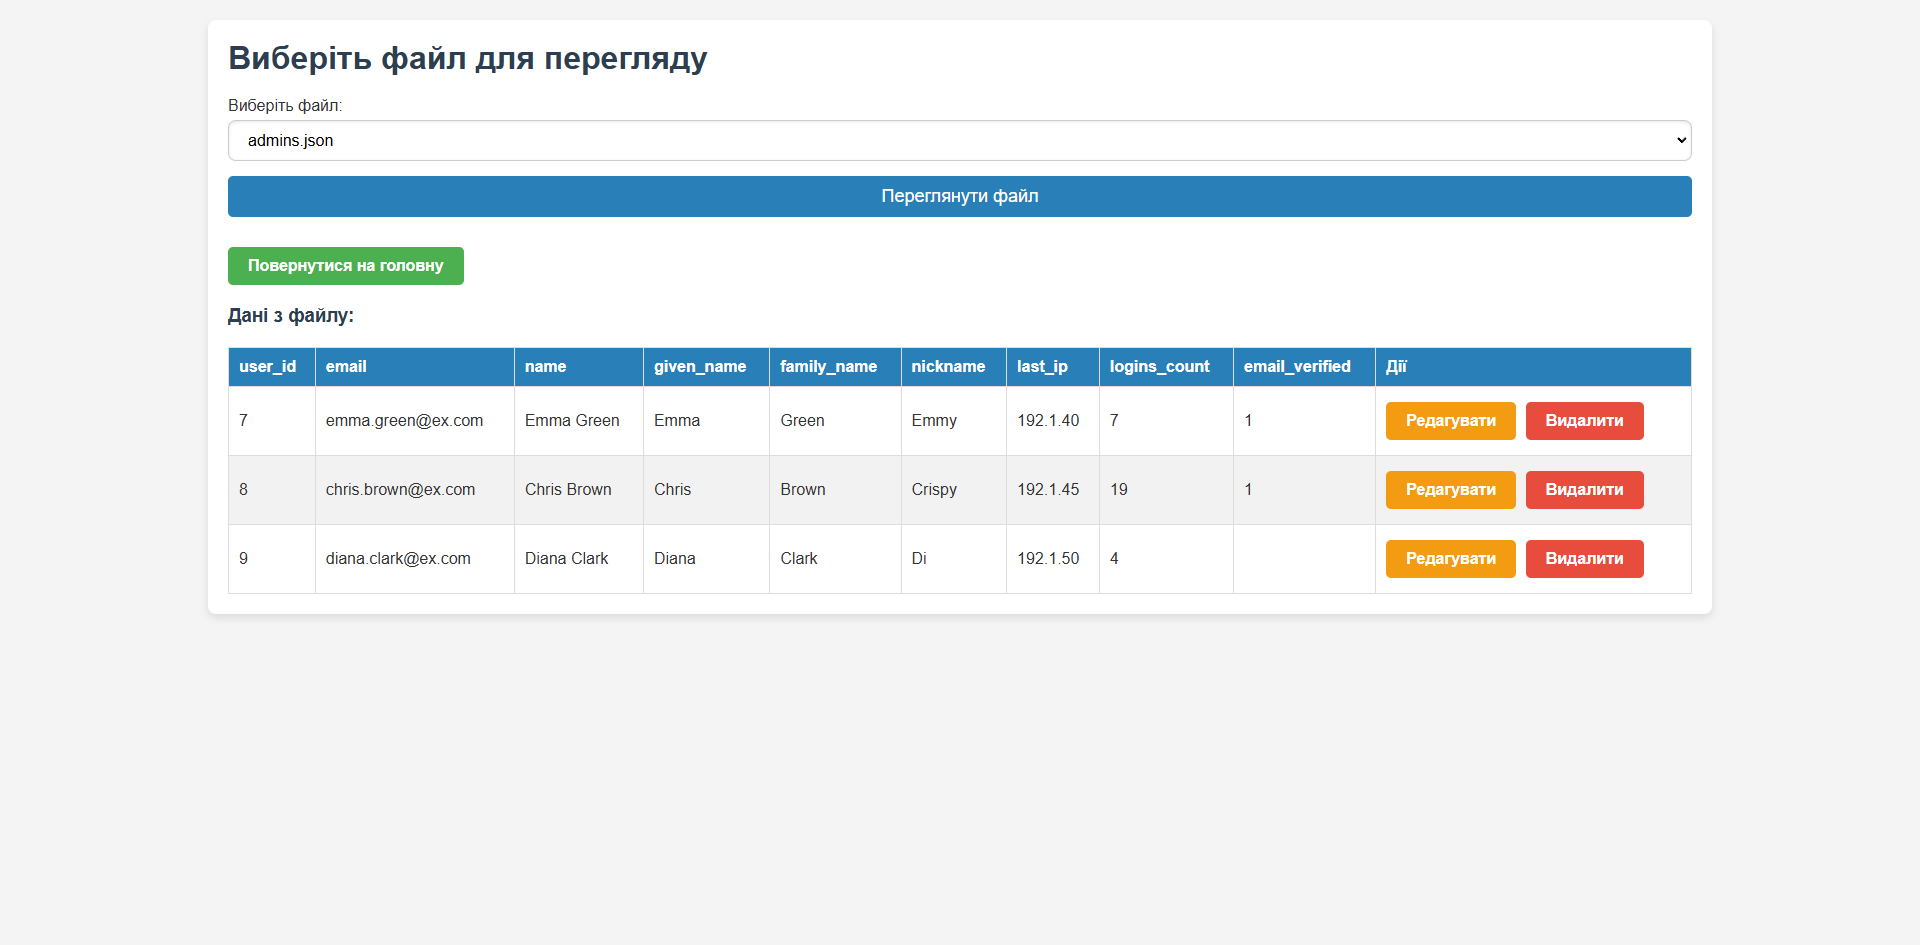 Виберіть файл для перегляду
Виберіть файл:
admins.json
Переглянути файл
Повернутися на головну
Дані з файлу:
user_id email name given_name family_name nickname last_ip logins_count email_verified Дії
7 emma.green@ex.com Emma Green Emma Green Emmy 192.1.40 7 1 Редагувати Видалити
8 chris.brown@ex.com Chris Brown Chris Brown Crispy 192.1.45 19 1 Редагувати Видалити
9 diana.clark@ex.com Diana Clark Diana Clark Di 192.1.50 4 Редагувати Видалити